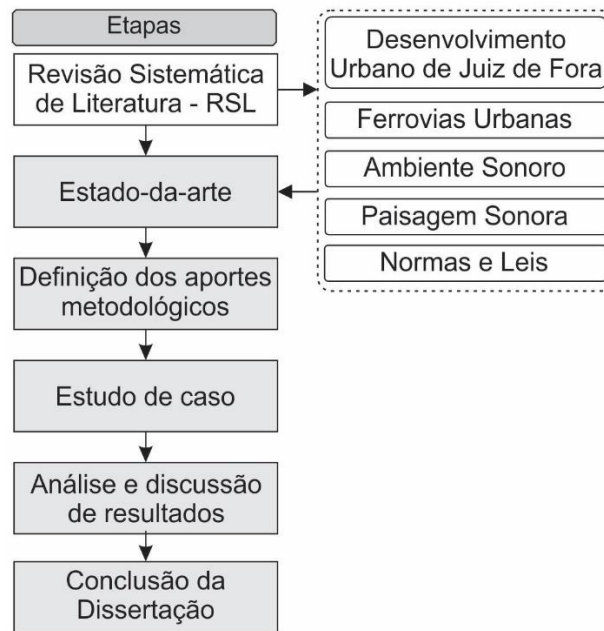 Etapas
Revisão Sistemática
de Literatura - RSL
Estado-da-arte
Definição dos aportes
metodológicos
Estudo de caso
Análise e discussão
de resultados
Conclusão da
Dissertação
Desenvolvimento
Urbano de Juiz de Fora
Ferrovias Urbanas
Ambiente Sonoro
Paisagem Sonora
Normas e Leis